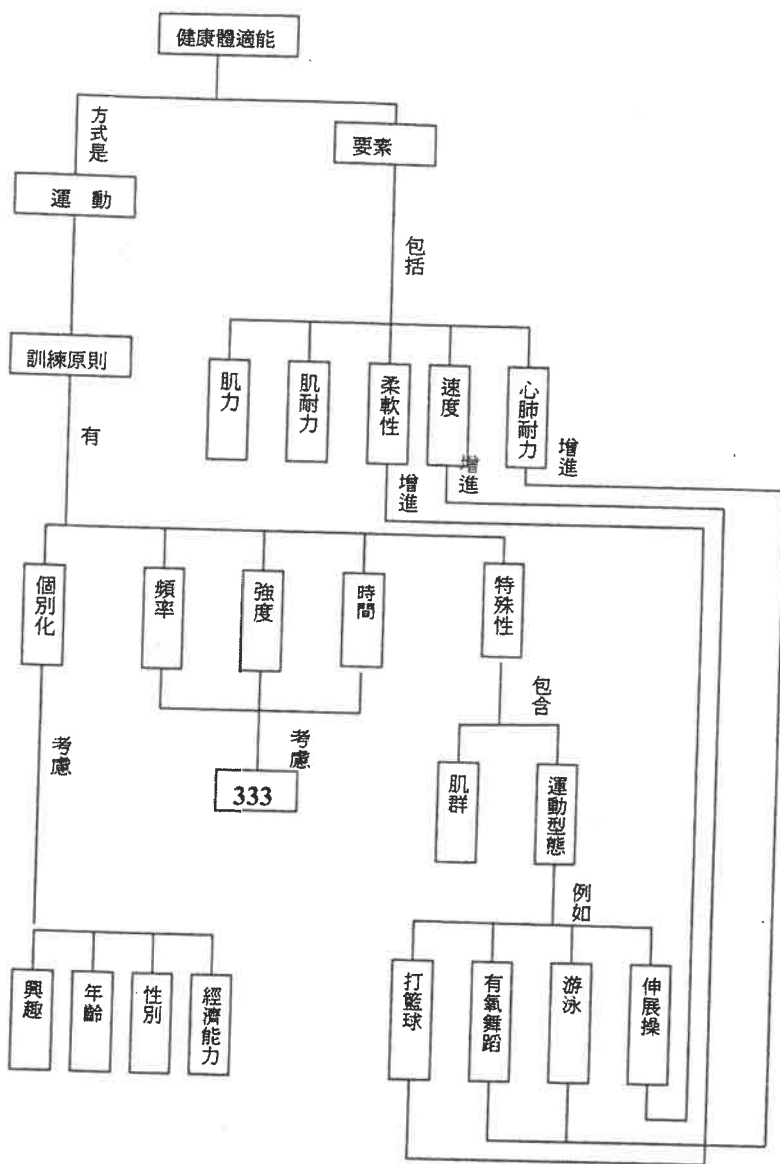 健康體適能
方式是
要素
運 動
包括
訓練原則
肌力
肌耐力
柔軟性
速度
心肺耐力
有
增進
增進
增進
個別化
頻率
強度
時間
特殊性
包含
考慮
考慮
333
肌群
運動型態
例如
興趣
年齡
性別
經濟能力
打籃球
有氧舞蹈
游泳
伸展操